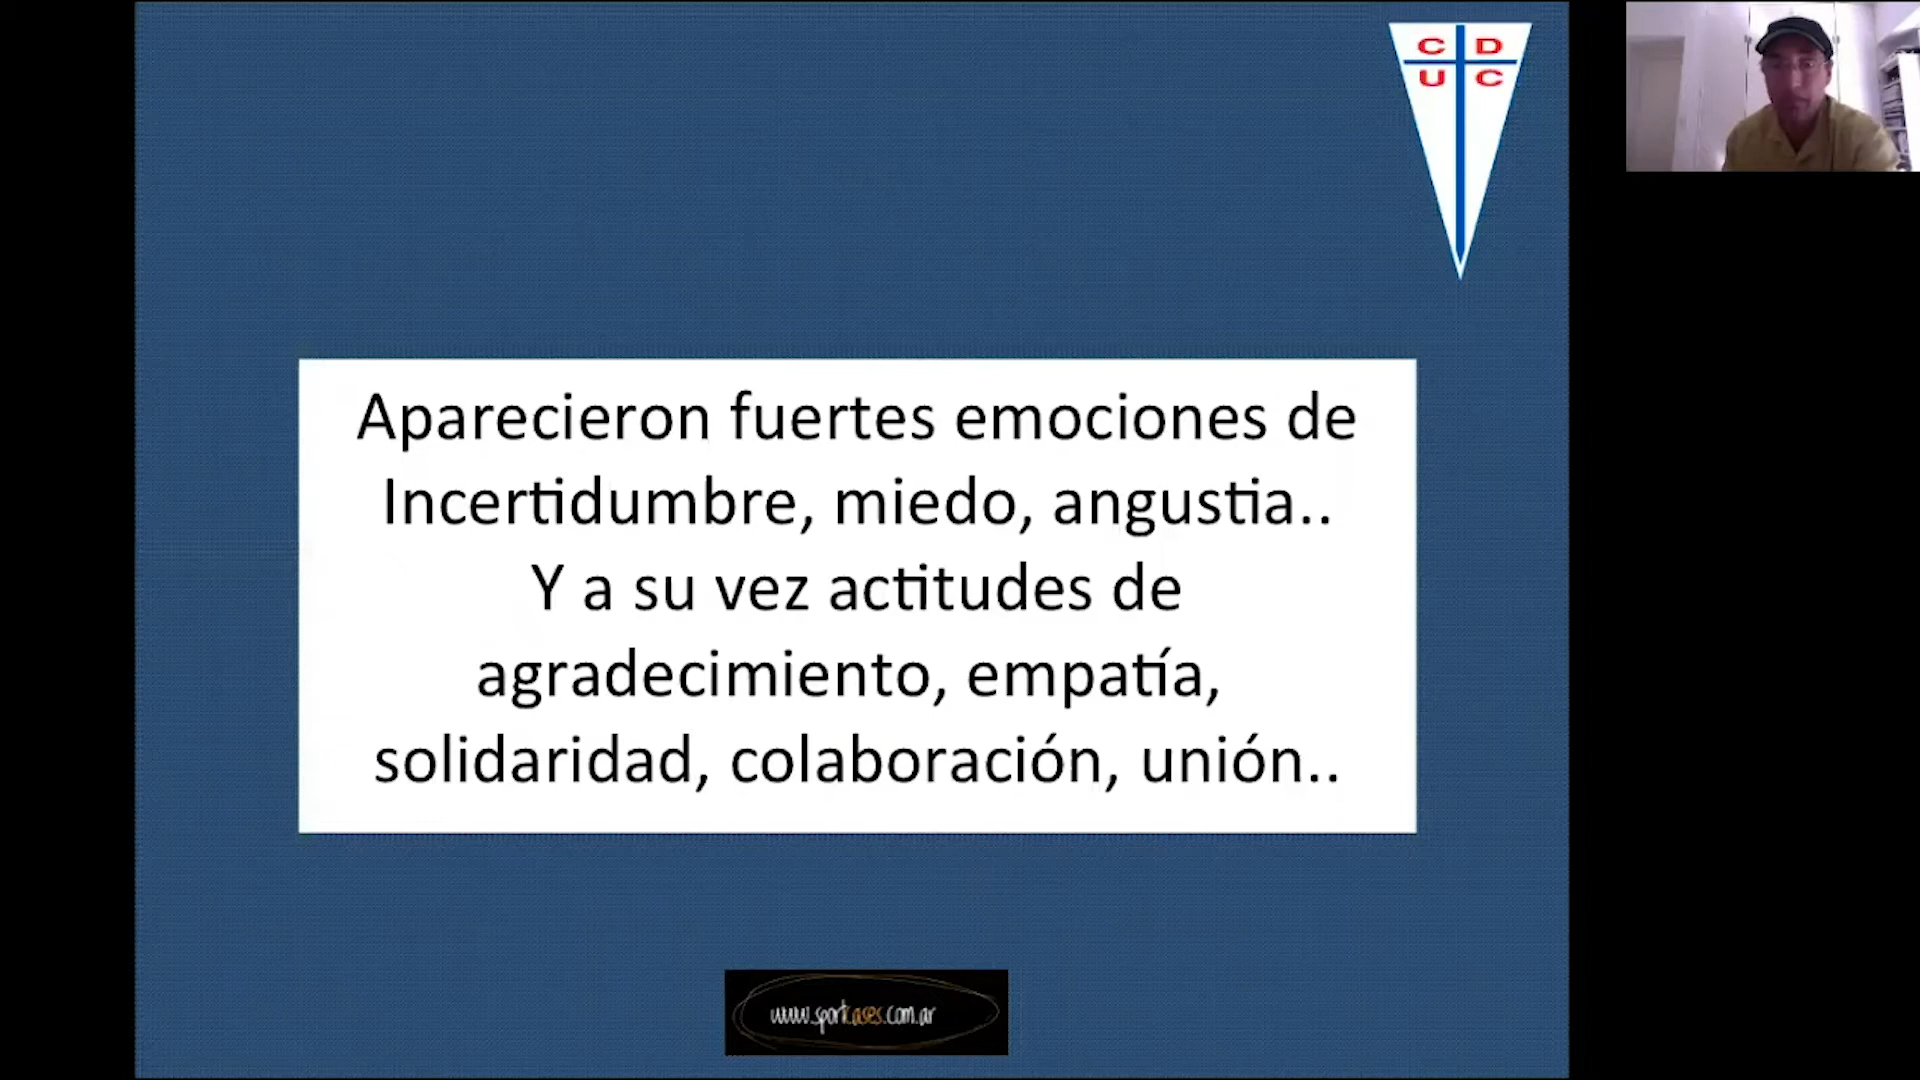 C D
U C
Aparecieron fuertes emociones de
Incertidumbre, miedo, angustia..
Y a su vez actitudes de
agradecimiento, empatía,
solidaridad, colaboración, unión..
www.sportcases.com.ar